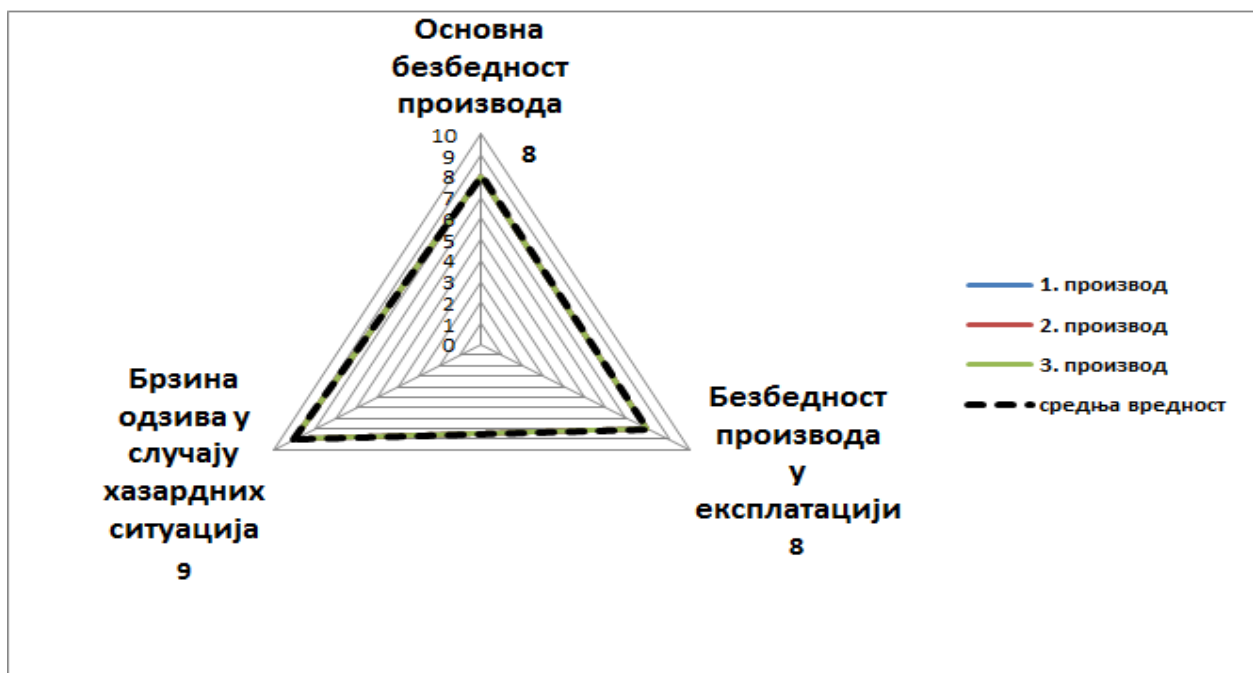 Основна
безбедност
производа
8
10
9
8
7
6
5
4
3
2
1
0
Брзина
одзива у
случају
хазардних
ситуација
9
Безбедност
производа
у
експлатацији
8
1. производ
2. производ
3. производ
средња вредност